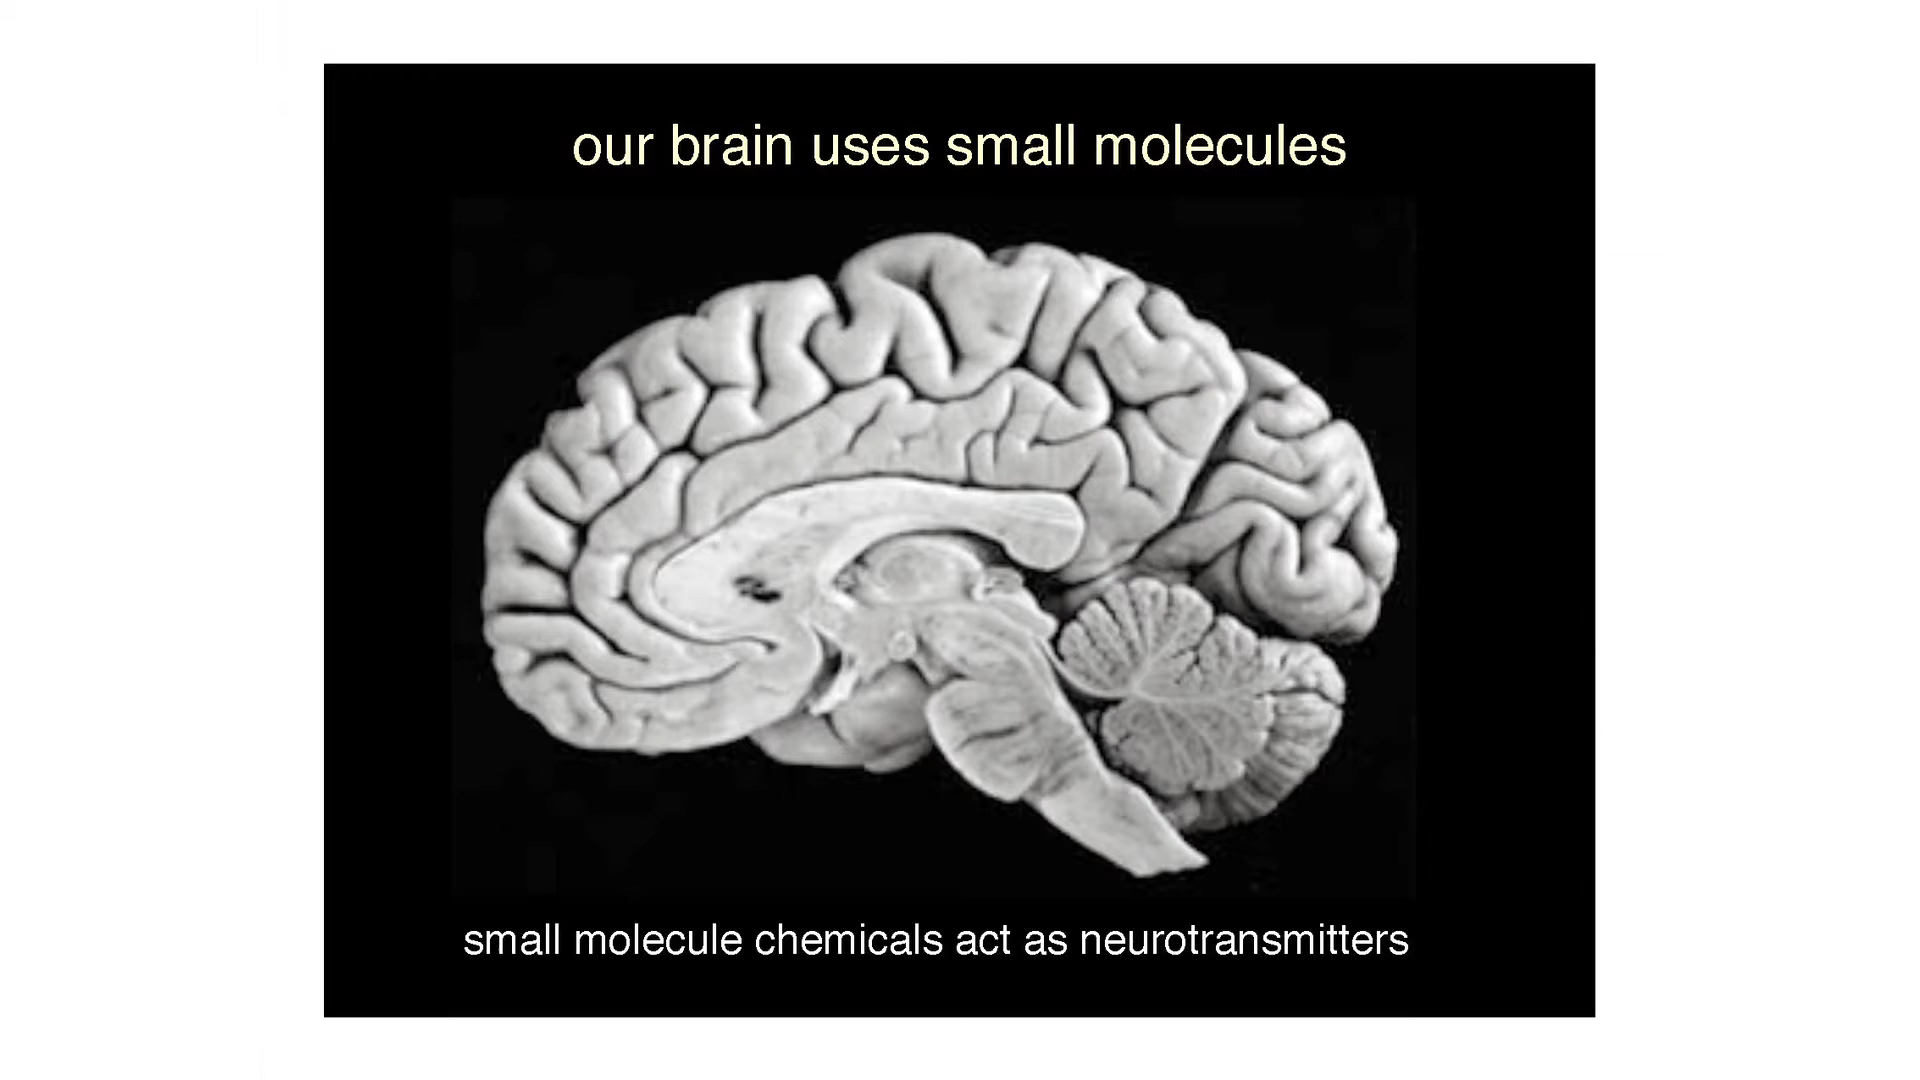 our brain uses small molecules
small molecule chemicals act as neurotransmitters